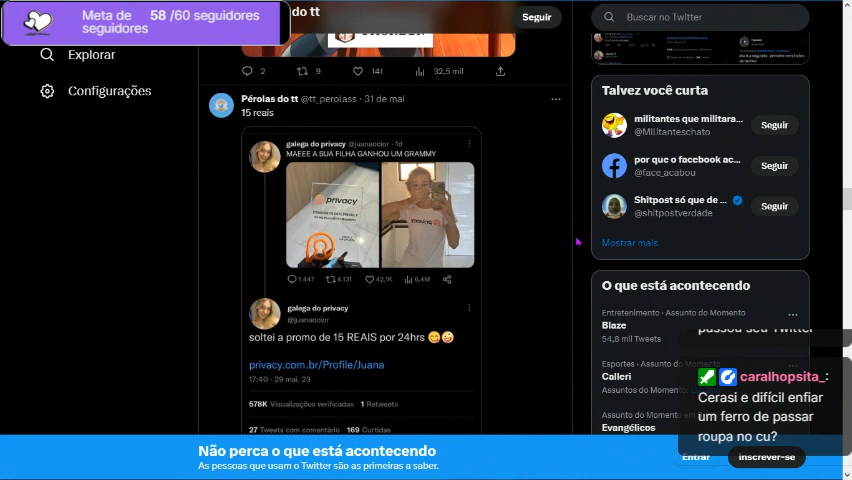 Meta de 58 /60 seguidores
seguidores
do tt
Seguir
Buscar no Twitter
Explorar
2 9 141 32,5 mil
Configurações
Pérolas do tt @tt_perolass · 31 de mai
15 reais
galega do privacy @juanaocior · 1d
MAEEE A SUA FILHA GANHOU UM GRAMMY
privacy
privacy
1.447 4.131 42,1K 6,4M
galega do privacy
@juanaocior
soltei a promo de 15 REAIS por 24hrs 😋🤪
privacy.com.br/Profile/Juana
17:40 · 29 mai. 23
578K Visualizações verificadas 1 Retweets
27 Tweets com comentário 169 Curtidas
Talvez você curta
militantes que militara...
@Militanteschato
Seguir
por que o facebook ac...
@face_acabou
Seguir
Shitpost só que de ...
@shitpostverdade
Seguir
Mostrar mais
O que está acontecendo
Entretenimento · Assunto do Momento
Blaze
54,8 mil Tweets
Esportes · Assunto do Momento
Calleri
Assuntos do Moment
Assunto do Momento em
Evangélicos
passou seu Twitter
caralhopsita_:
Cerasi e difícil enfiar
um ferro de passar
roupa no cu?
Não perca o que está acontecendo
As pessoas que usam o Twitter são as primeiras a saber.
Entrar
Inscrever-se